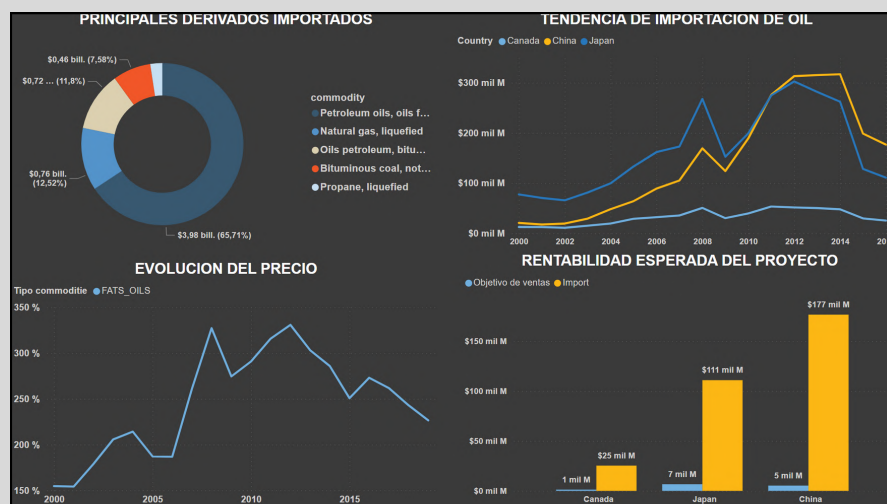 PRINCIPALES DERIVADOS IMPORTADOS
$0,46 bill. (7,58%)
$0,72 ... (11,8%)
$0,76 bill.
(12,52%)
$3,98 bill. (65,71%)
commodity
Petroleum oils, oils f...
Natural gas, liquefied
Oils petroleum, bitu...
Bituminous coal, not...
Propane, liquefied
TENDENCIA DE IMPORTACION DE OIL
Country Canada China Japan
$300 mil M
$200 mil M
$100 mil M
$0 mil M
2000 2002 2004 2006 2008 2010 2012 2014
EVOLUCION DEL PRECIO
Tipo commoditie FATS_OILS
350 %
300 %
250 %
200 %
150 %
2000 2005 2010 2015
RENTABILIDAD ESPERADA DEL PROYECTO
Objetivo de ventas Import
$150 mil M
$100 mil M
$50 mil M
$0 mil M
1 mil M
$25 mil M
7 mil M
$111 mil M
5 mil M
$177 mil M
Canada Japan China